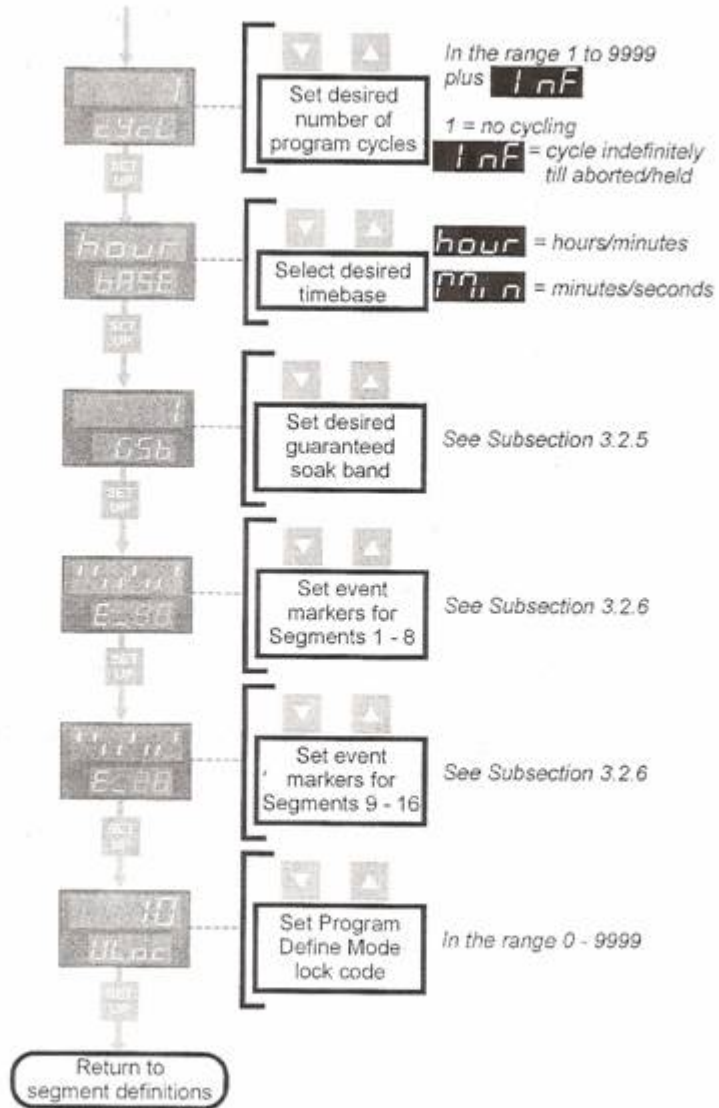 In the range 1 to 9999
plus InF
1
cycL
Set desired
number of
program cycles
1 = no cycling
InF = cycle indefinitely
till aborted/held
SET
UP
hour
bASE
Select desired
timebase
hour = hours/minutes
Min = minutes/seconds
SET
UP
1
GSb
Set desired
guaranteed
soak band
See Subsection 3.2.5
SET
UP
Set event
markers for
Segments 1 - 8
See Subsection 3.2.6
SET
UP
Set event
markers for
Segments 9 - 16
See Subsection 3.2.6
SET
UP
10
ULoc
Set Program
Define Mode
lock code
In the range 0 - 9999
SET
UP
Return to
segment definitions